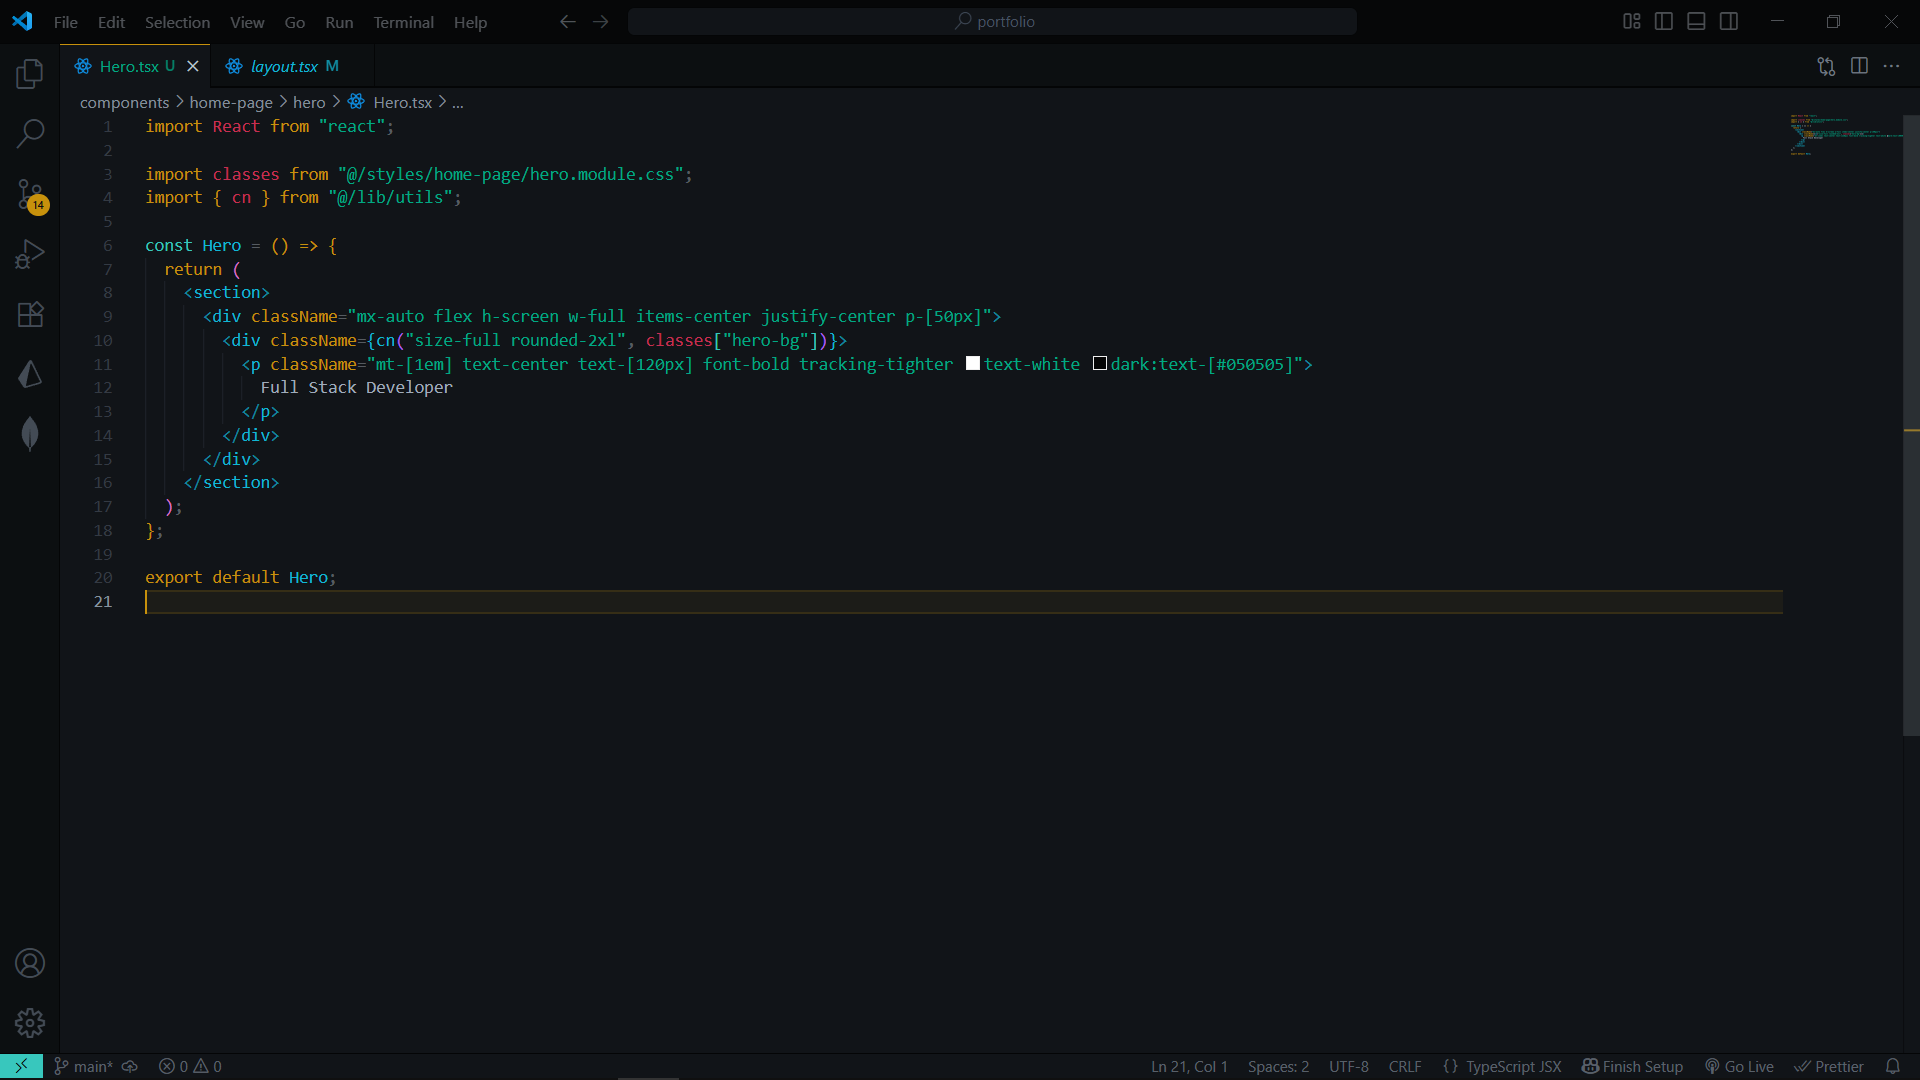 File Edit Selection View Go Run Terminal Help portfolio
Hero.tsx U layout.tsx M
components > home-page > hero > Hero.tsx > ...
14
1 import React from "react";
2
3 import classes from "@/styles/home-page/hero.module.css";
4 import { cn } from "@/lib/utils";
5
6 const Hero = () => {
7 return (
8 <section>
9 <div className="mx-auto flex h-screen w-full items-center justify-center p-[50px]">
10 <div className={cn("size-full rounded-2xl", classes["hero-bg"])}>
11 <p className="mt-[1em] text-center text-[120px] font-bold tracking-tighter text-white dark:text-[#050505]">
12 Full Stack Developer
13 </p>
14 </div>
15 </div>
16 </section>
17 );
18 };
19
20 export default Hero;
21
main* 0 0 Ln 21, Col 1 Spaces: 2 UTF-8 CRLF {} TypeScript JSX Finish Setup Go Live Prettier